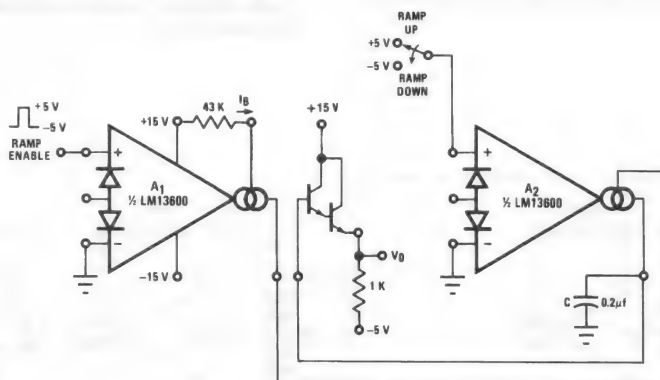 RAMP
UP
+5 V
-5 V
RAMP
DOWN
43 K
I_B
+15 V
+5 V
-5 V
RAMP
ENABLE
+
A1
½ LM13600
-
-15 V
+15 V
V0
1 K
-5 V
+
A2
½ LM13600
-
C
0.2µf